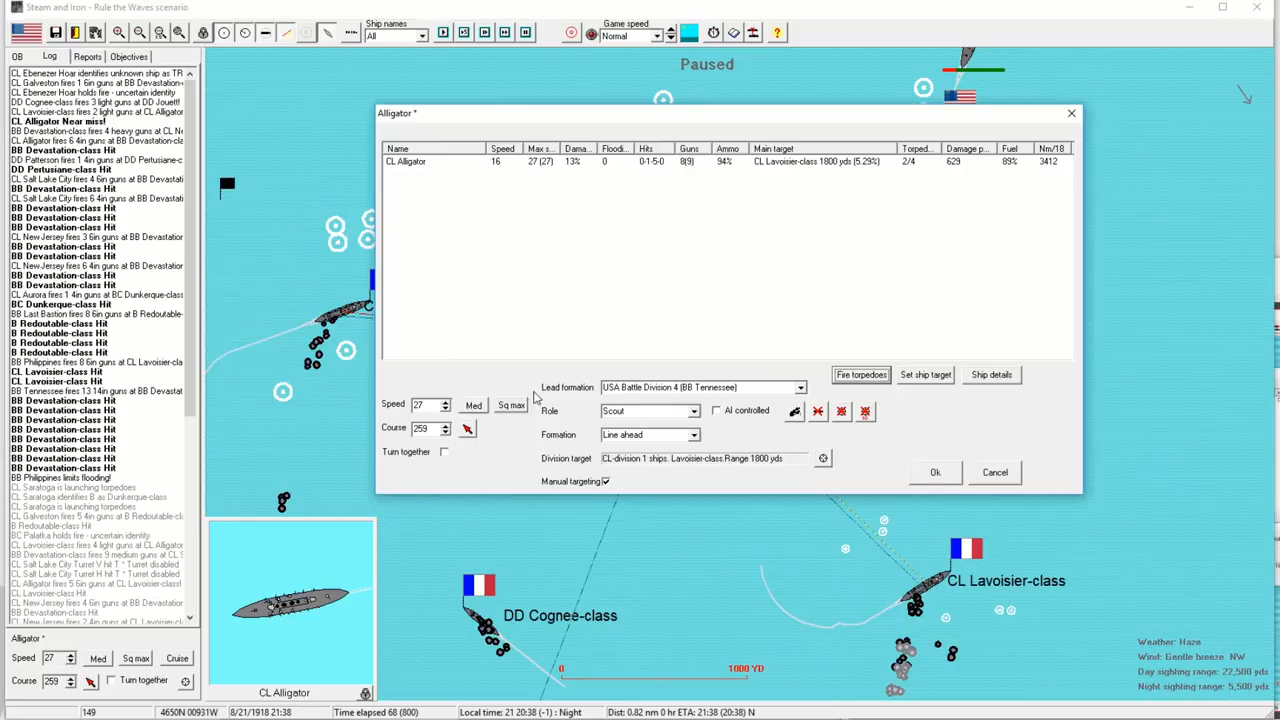 Steam and Iron - Rule the Waves scenario
Ship names
All
Game speed
Normal
OB Log Reports Objectives
CL Ebenezer Hoar identifies unknown ship as TR
CL Galveston fires 1 6in guns at BB Devastation-
CL Ebenezer Hoar holds fire - uncertain identity
DD Cognee-class fires 3 light guns at DD Jouett!
CL Lavoisier-class fires 2 light guns at CL Alligator
CL Alligator Near miss!
BB Devastation-class fires 4 heavy guns at CL Ne
CL Alligator fires 6 4in guns at BB Devastation-
DD Patterson fires 1 4in guns at DD Pertusiane-c
DD Pertusiane-class Hit
CL Salt Lake City fires 4 6in guns at BB Devastat
BB Devastation-class Hit
CL Salt Lake City fires 6 4in guns at BB Devastat
BB Devastation-class Hit
BB Devastation-class Hit
BB Devastation-class Hit
CL New Jersey fires 3 6in guns at BB Devastation
BB Devastation-class Hit
BB Devastation-class Hit
CL New Jersey fires 6 4in guns at BB Devastation
BB Devastation-class Hit
BB Devastation-class Hit
CL Aurora fires 1 4in guns at BC Dunkerque-class
BC Dunkerque-class Hit
BB Last Bastion fires 8 6in guns at B Redoutable-
B Redoutable-class Hit
B Redoutable-class Hit
B Redoutable-class Hit
B Redoutable-class Hit
BB Philippines fires 8 6in guns at CL Lavoisier-cla
CL Lavoisier-class Hit
CL Lavoisier-class Hit
BB Tennessee fires 13 14in guns at BB Devastat
BB Devastation-class Hit
BB Devastation-class Hit
BB Devastation-class Hit
BB Devastation-class Hit
BB Devastation-class Hit
BB Devastation-class Hit
BB Devastation-class Hit
BB Philippines limits flooding!
CL Saratoga is launching torpedoes
CL Saratoga identifies B as Dunkerque-class
CL Saratoga is launching torpedoes
CL Galveston fires 5 4in guns at B Redoutable-cl
B Redoutable-class Hit
BC Palatka holds fire - uncertain identity
CL Lavoisier-class fires 4 light guns at CL Alligato
BB Devastation-class fires 9 medium guns at CL S
CL Salt Lake City Turret V hit T * Turret disabled
CL Salt Lake City Turret H hit T * Turret disabled
CL Alligator fires 5 6in guns at CL Lavoisier-class!
CL Lavoisier-class Hit
CL New Jersey fires 4 6in guns at BB Devastation
BB Devastation-class Hit
CL New Jersey fires 2 4in guns at CL Lavoisier-cla
Alligator *
Speed 27 Med Sq max Cruise
Course 259 Turn together
CL Alligator
Paused
Alligator *
Name Speed Max s... Dama... Floodi... Hits Guns Ammo Main target Torped... Damage p... Fuel Nm/18
CL Alligator 16 27 (27) 13% 0 0-1-5-0 8(9) 94% CL Lavoisier-class 1800 yds (5.29%) 2/4 629 89% 3412
Lead formation USA Battle Division 4 (BB Tennessee) Fire torpedoes Set ship target Ship details
Speed 27 Med Sq max
Role Scout AI controlled
Course 259
Formation Line ahead
Turn together
Division target CL-division 1 ships. Lavoisier-class.Range 1800 yds
Ok Cancel
Manual targeting
CL Lavoisier-class
DD Cognee-class
0 1000 YD
Weather: Haze
Wind: Gentle breeze NW
Day sighting range: 22,500 yds
Night sighting range: 5,500 yds
149 4650N 00931W 8/21/1918 21:38 Time elapsed 68 (800) Local time: 21 20:38 (-1) : Night Dist: 0.82 nm 0 hr ETA: 21:38 (20:38) N